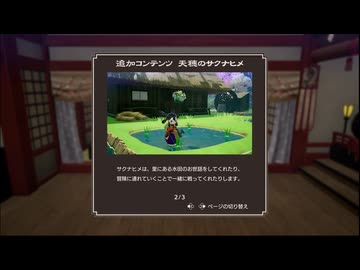 追加コンテンツ 天穂のサクナヒメ
サクナヒメは、里にある水田のお世話をしてくれたり、
冒険に連れていくことで一緒に戦ってくれたりします。
2/3
ページの切り替え